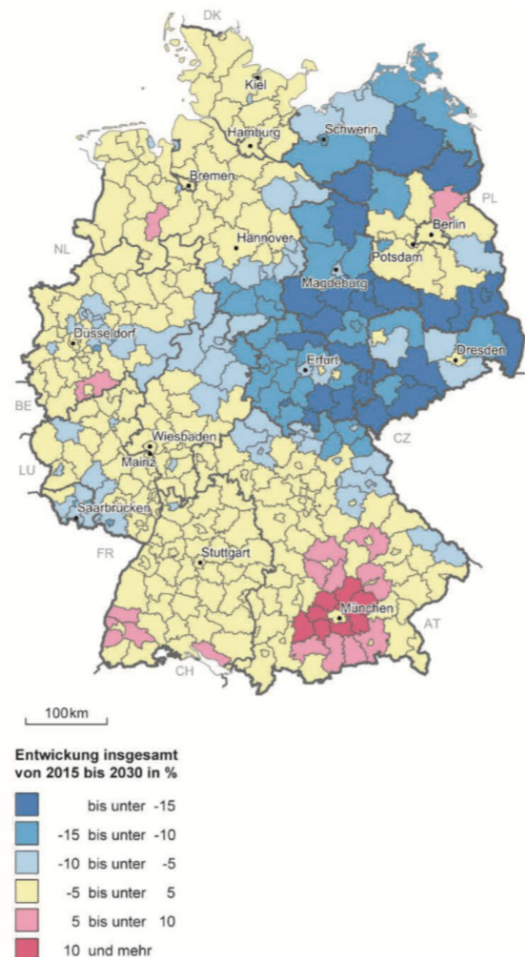 DK
Kiel
Schwerin
Hamburg
Bremen
PL
Berlin
Hannover
NL
Potsdam
Magdeburg
Düsseldorf
Erfurt
Dresden
BE
Wiesbaden
CZ
LU
Mainz
Saarbrücken
FR
Stuttgart
München
AT
CH
100km
Entwickung insgesamt
von 2015 bis 2030 in %
bis unter -15
-15 bis unter -10
-10 bis unter -5
-5 bis unter 5
5 bis unter 10
10 und mehr